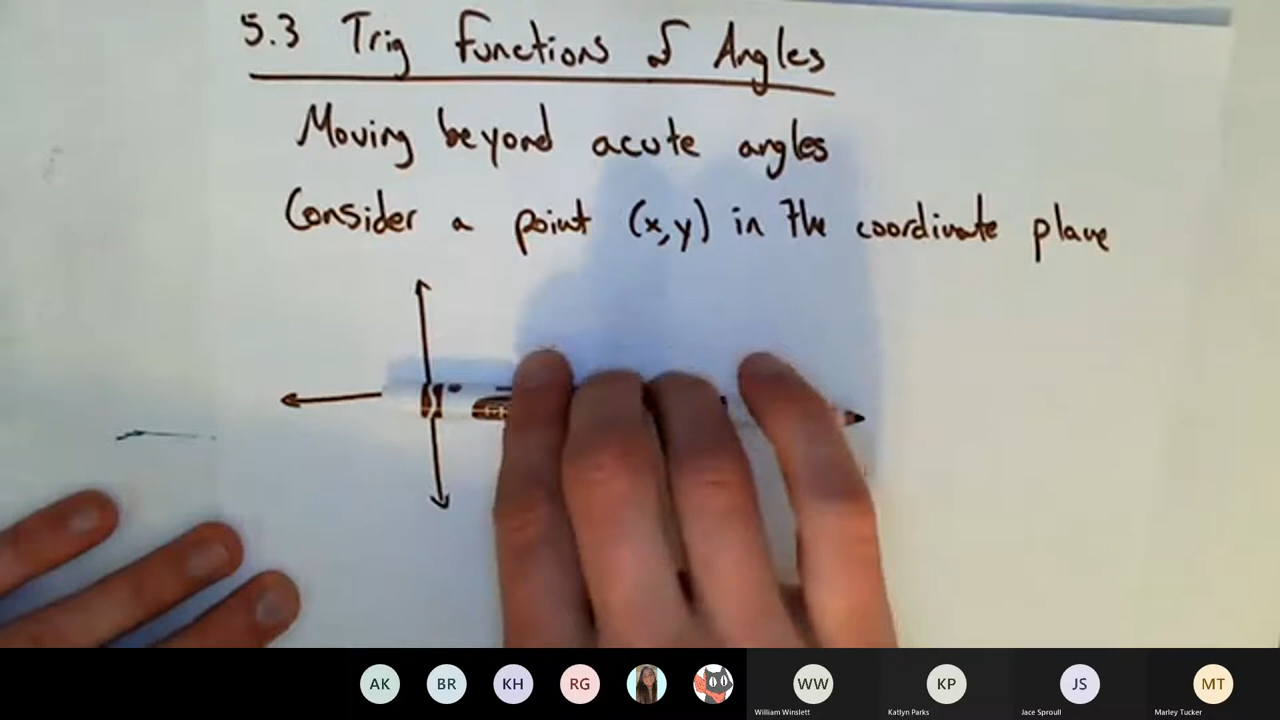 5.3 Trig Functions of Angles
Moving beyond acute angles
Consider a point (x,y) in the coordinate plane
AK BR KH RG WW KP JS MT
William Winslett Katlyn Parks Jace Sproull Marley Tucker